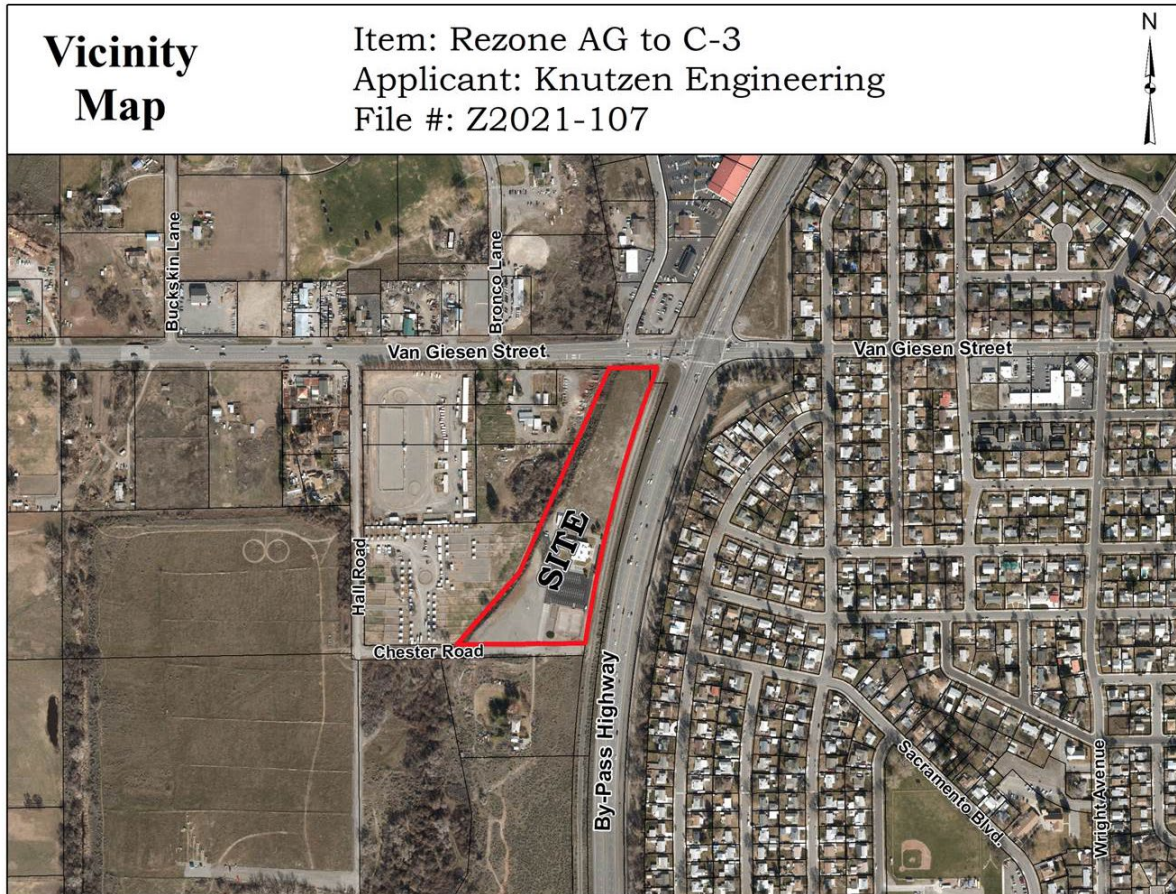 Vicinity
Map
Item: Rezone AG to C-3
Applicant: Knutzen Engineering
File #: Z2021-107
N
Buckskin Lane
Bronco Lane
Van Giesen Street
Van Giesen Street
Hall Road
SITE
Chester Road
By-Pass Highway
Sacramento Blvd.
Wright Avenue